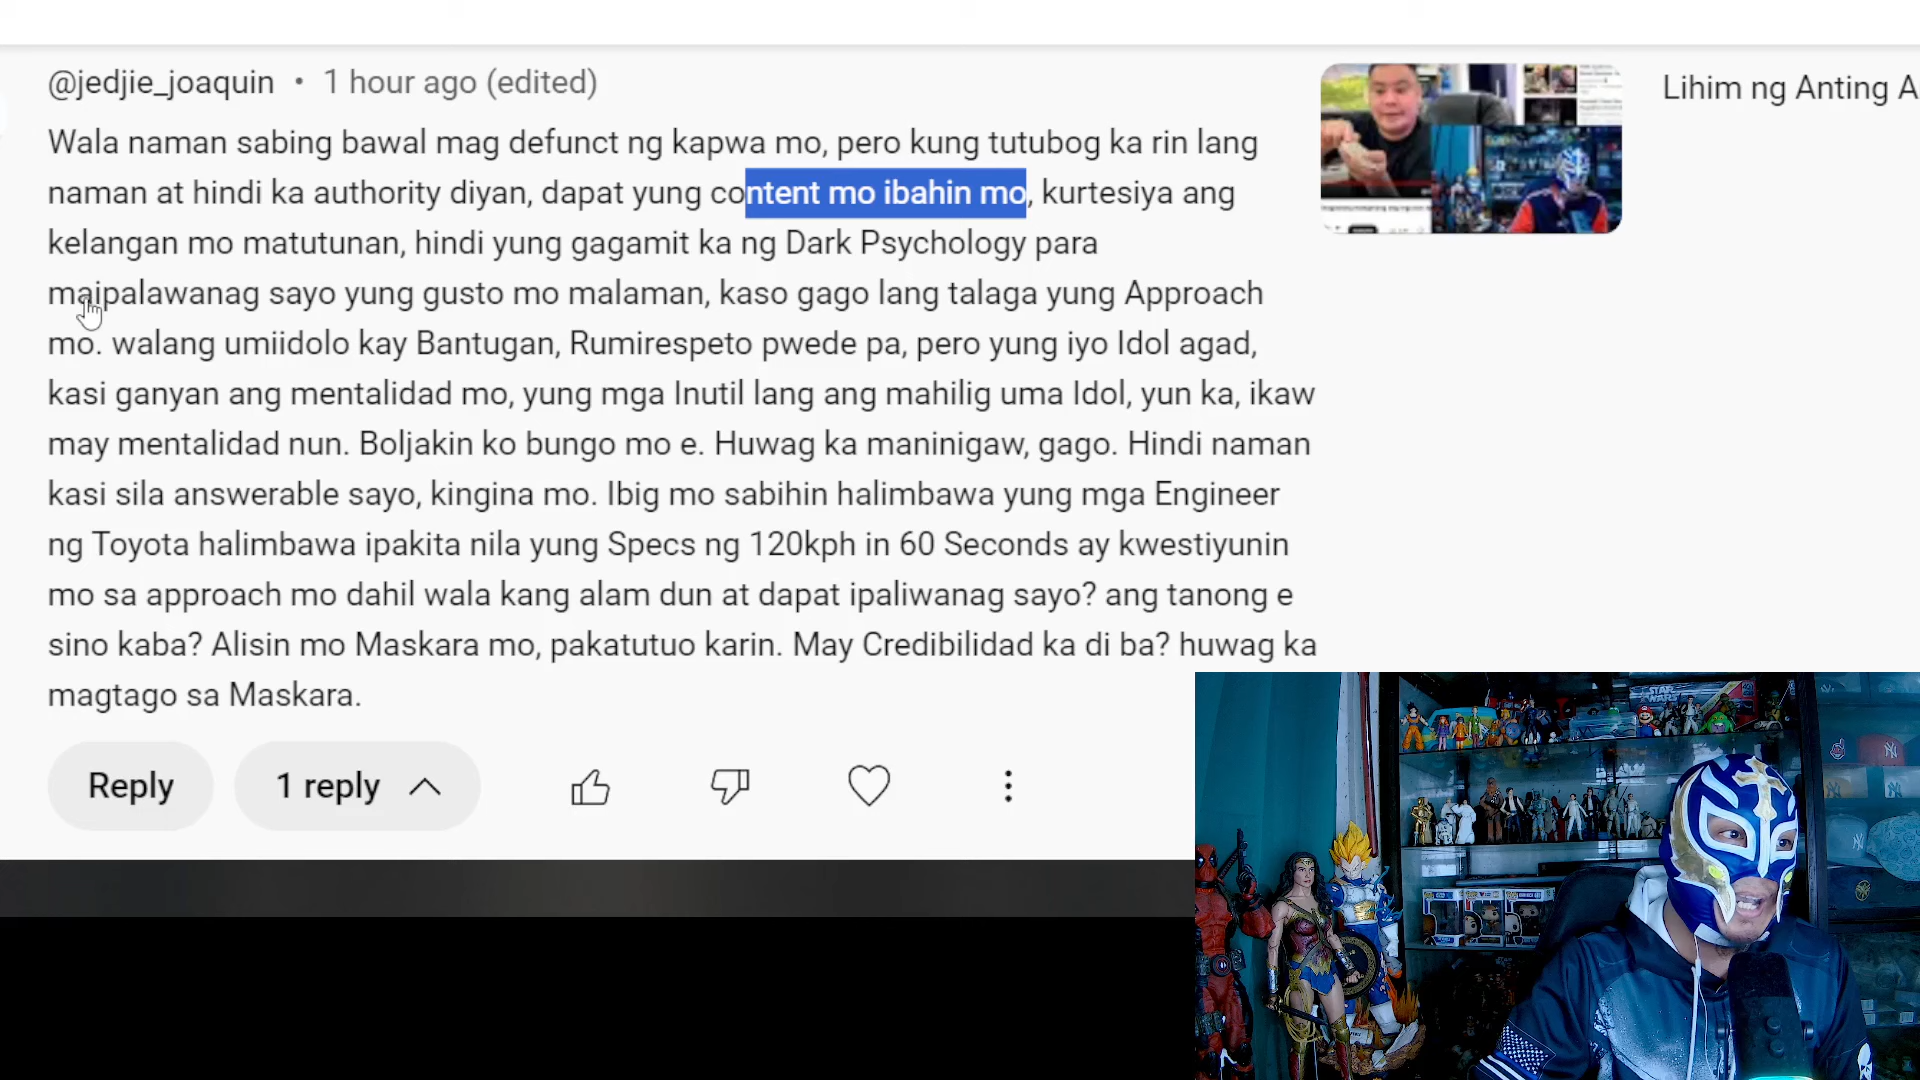 @jedjie_joaquin • 1 hour ago (edited)
Wala naman sabing bawal mag defunct ng kapwa mo, pero kung tutubog ka rin lang
naman at hindi ka authority diyan, dapat yung content mo ibahin mo, kurtesiya ang
kelangan mo matutunan, hindi yung gagamit ka ng Dark Psychology para
maipalawanag sayo yung gusto mo malaman, kaso gago lang talaga yung Approach
mo. walang umiidolo kay Bantugan, Rumirespeto pwede pa, pero yung iyo Idol agad,
kasi ganyan ang mentalidad mo, yung mga Inutil lang ang mahilig uma Idol, yun ka, ikaw
may mentalidad nun. Boljakin ko bungo mo e. Huwag ka maninigaw, gago. Hindi naman
kasi sila answerable sayo, kingina mo. Ibig mo sabihin halimbawa yung mga Engineer
ng Toyota halimbawa ipakita nila yung Specs ng 120kph in 60 Seconds ay kwestiyunin
mo sa approach mo dahil wala kang alam dun at dapat ipaliwanag sayo? ang tanong e
sino kaba? Alisin mo Maskara mo, pakatutuo karin. May Credibilidad ka di ba? huwag ka
magtago sa Maskara.
Reply
1 reply
Lihim ng Anting A
STAR
WARS